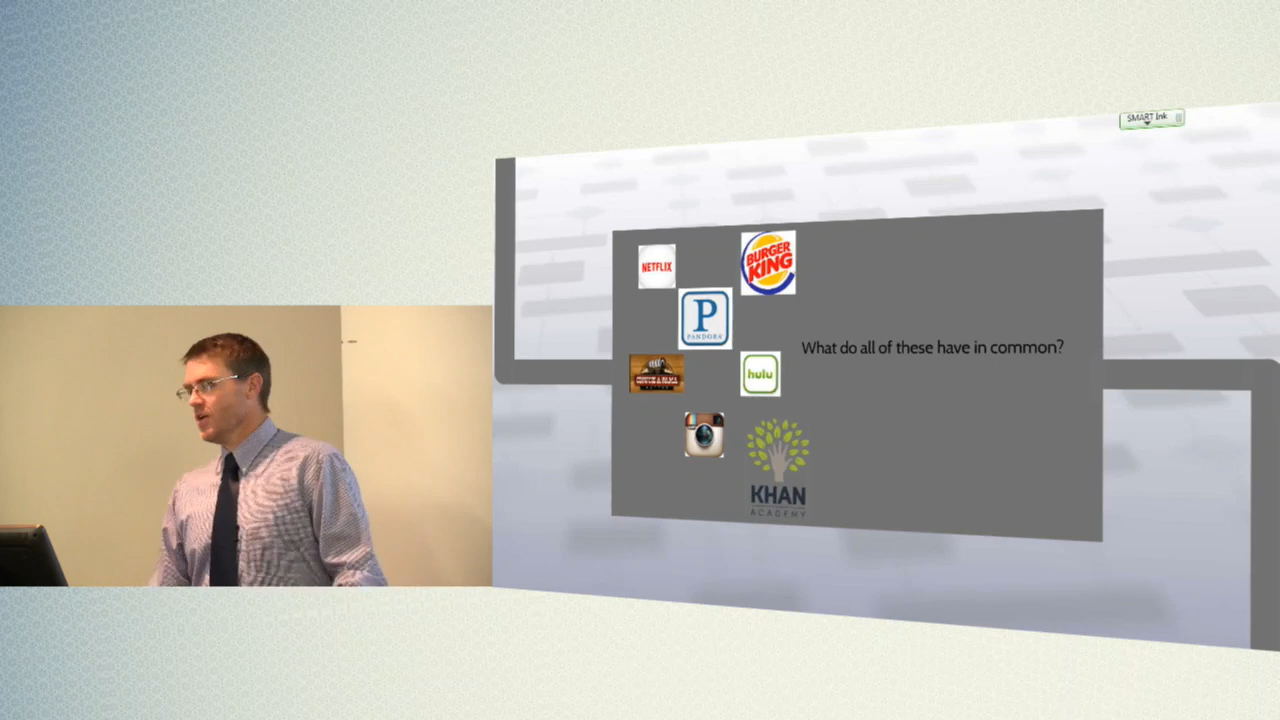 SMART Ink
NETFLIX
BURGER
KING
P
PANDORA
What do all of these have in common?
hulu
KHAN
ACADEMY